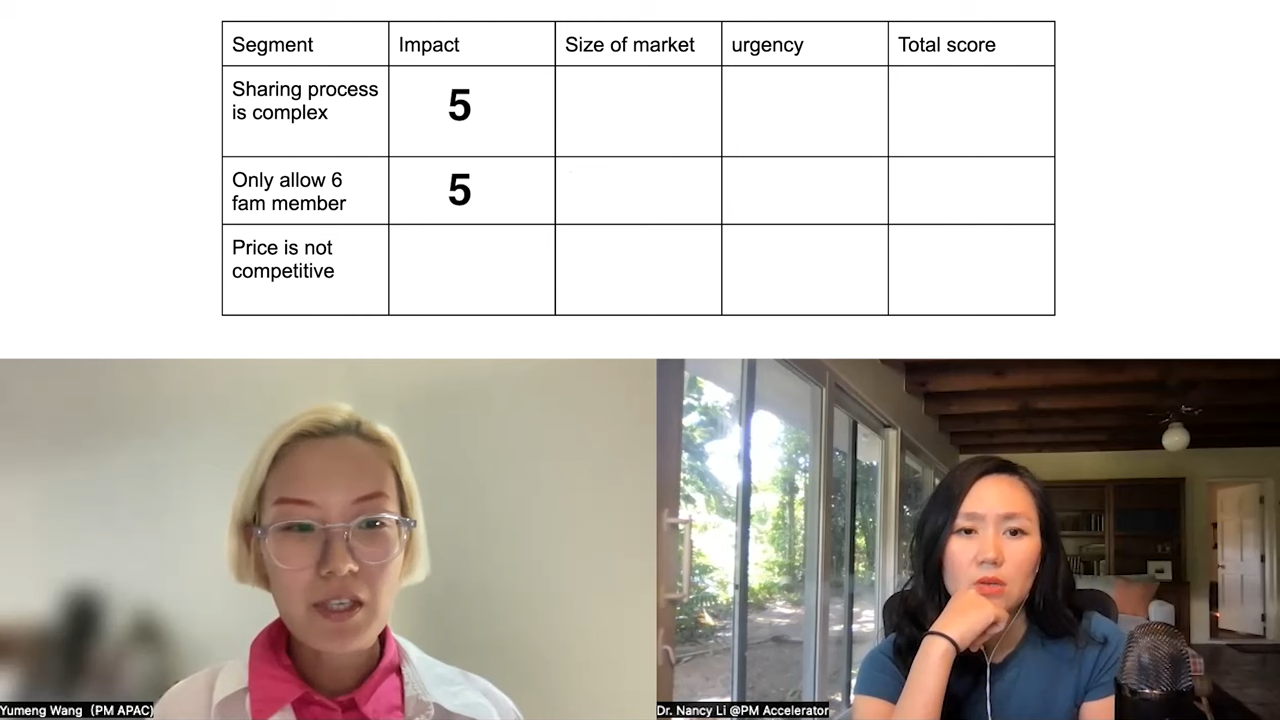 Segment Impact Size of market urgency Total score
Sharing process
is complex
5
Only allow 6
fam member
5
Price is not
competitive
Yumeng Wang (PM APAC)
Dr. Nancy Li @PM Accelerator